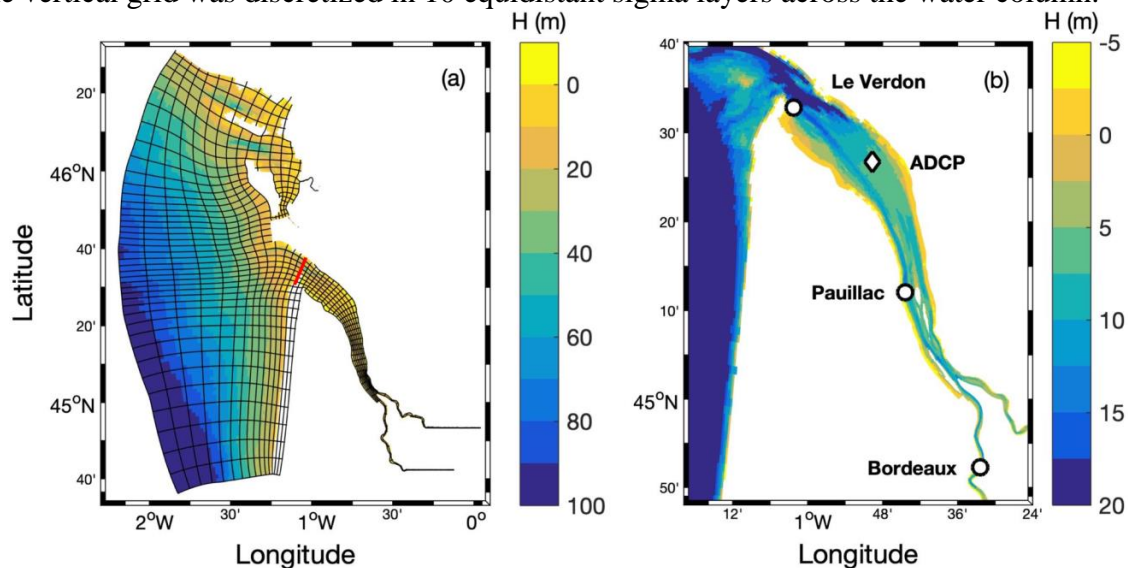 e vertical grid was discretized in 10 equidistant sigma layers across the water column.
H (m)
(a)
0
20
40
60
80
100
20'
46°N
40'
20'
45°N
40'
2°W
30'
1°W
30'
0°
Latitude
Longitude
H (m)
(b)
Le Verdon
ADCP
Pauillac
Bordeaux
-5
0
5
10
15
20
40'
30'
20'
10'
45°N
50'
12'
1°W
48'
36'
24'
Longitude